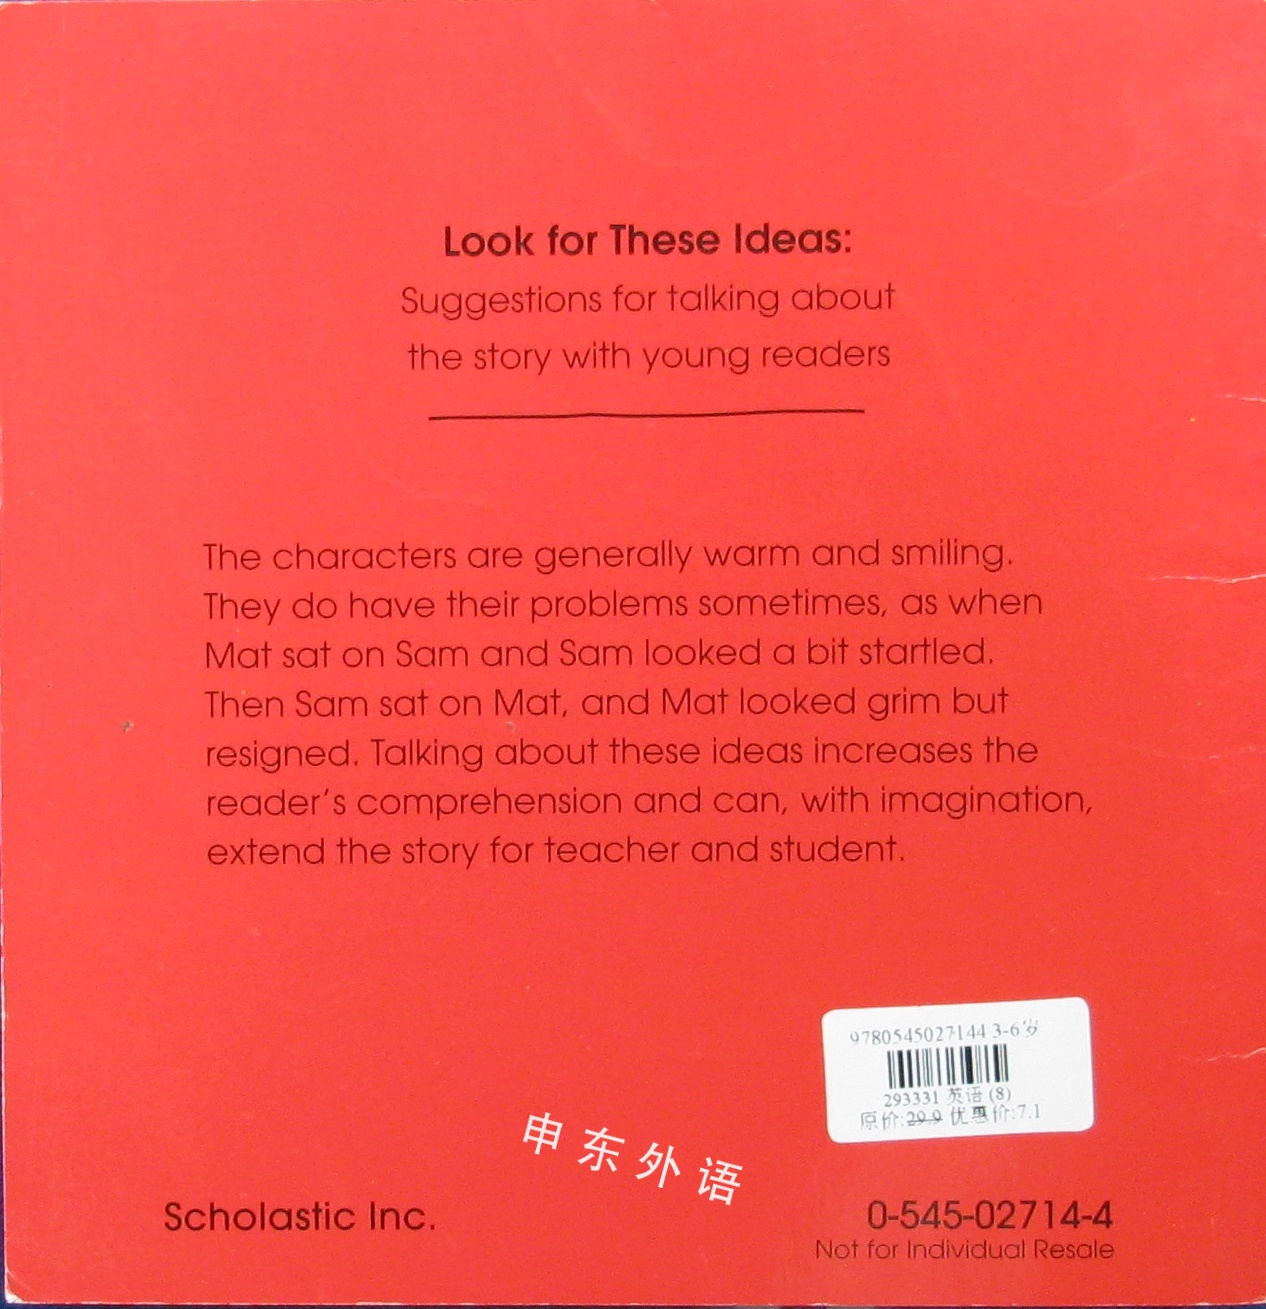 Look for These Ideas:
Suggestions for talking about
the story with young readers
The characters are generally warm and smiling.
They do have their problems sometimes, as when
Mat sat on Sam and Sam looked a bit startled.
Then Sam sat on Mat, and Mat looked grim but
resigned. Talking about these ideas increases the
reader's comprehension and can, with imagination,
extend the story for teacher and student.
9780545027144 3-6岁
293331 英语 (8)
原价:29.9 优惠价:7.1
申东外语
Scholastic Inc.
0-545-02714-4
Not for Individual Resale